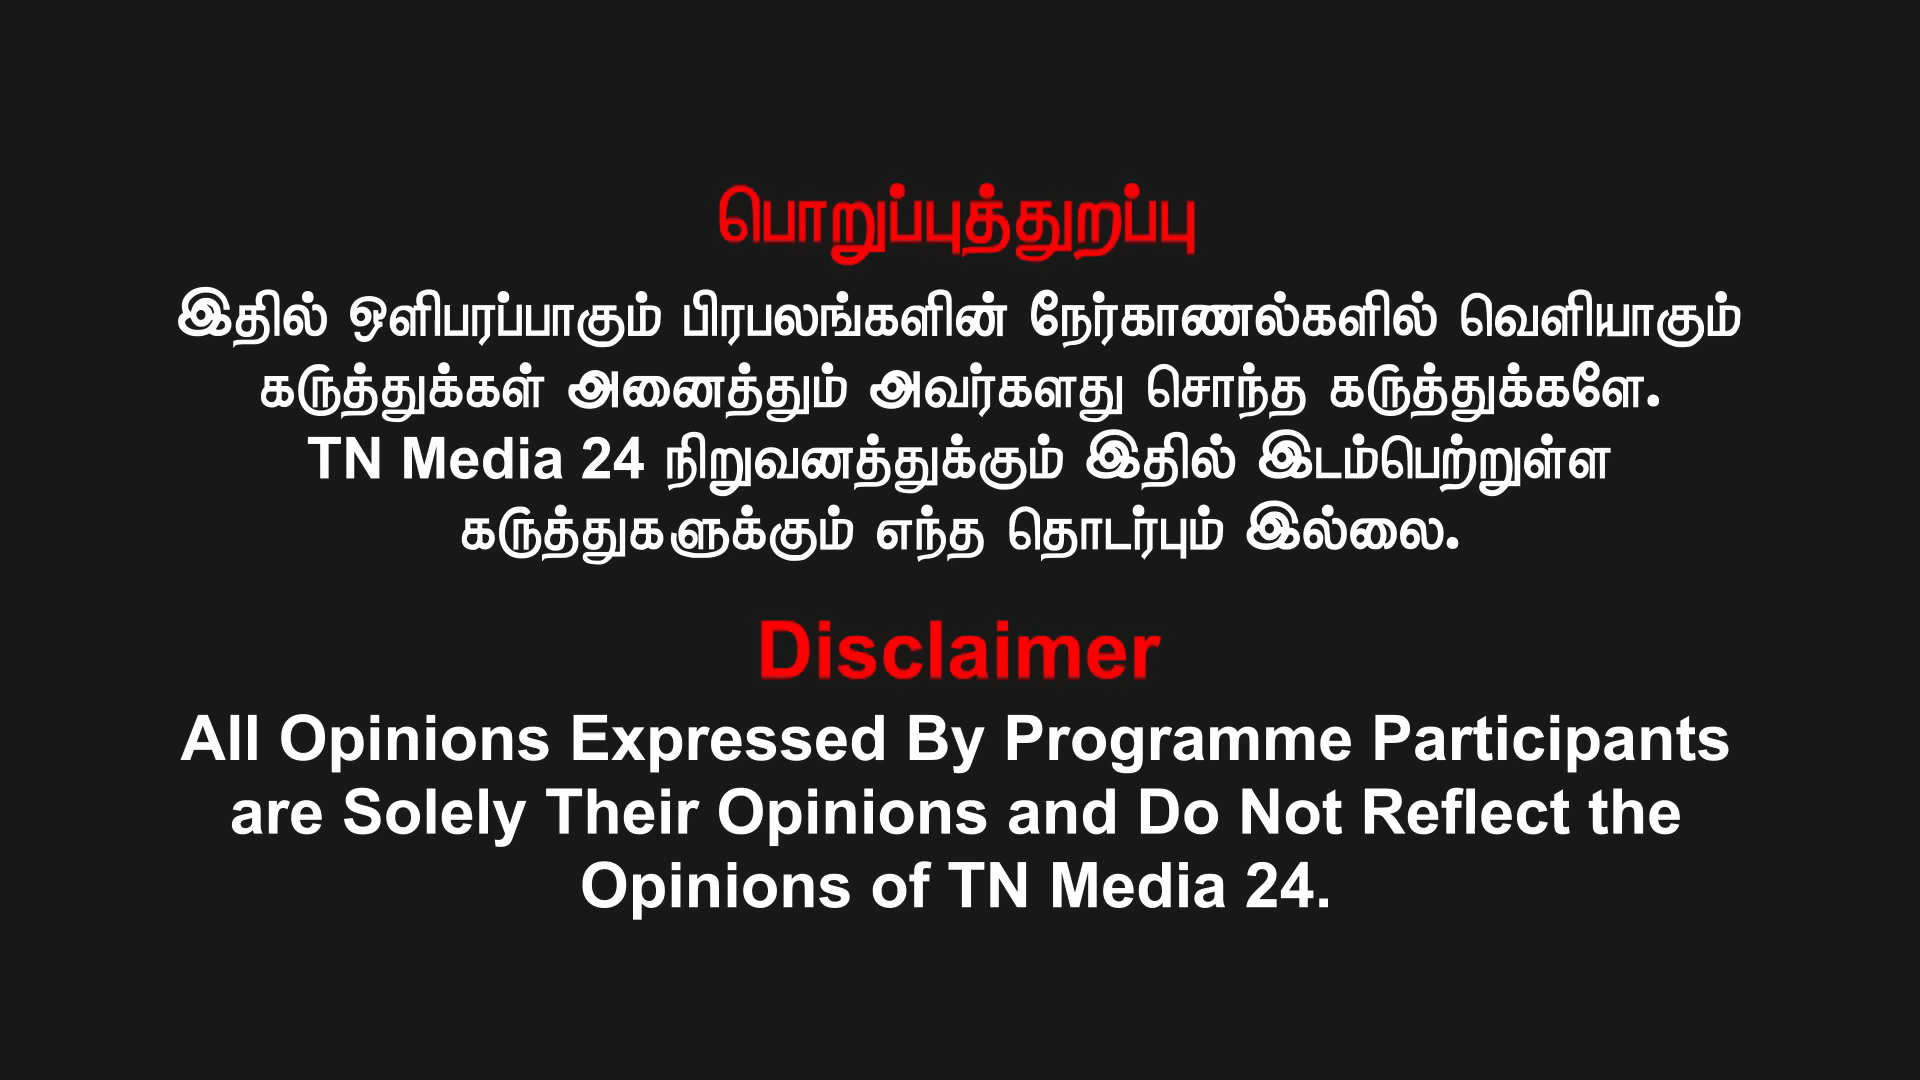 பொறுப்புத்துறப்பு
இதில் ஒளிபரப்பாகும் பிரபலங்களின் நேர்காணல்களில் வெளியாகும்
கருத்துக்கள் அனைத்தும் அவர்களது சொந்த கருத்துக்களே.
TN Media 24 நிறுவனத்துக்கும் இதில் இடம்பெற்றுள்ள
கருத்துகளுக்கும் எந்த தொடர்பும் இல்லை.
Disclaimer
All Opinions Expressed By Programme Participants
are Solely Their Opinions and Do Not Reflect the
Opinions of TN Media 24.